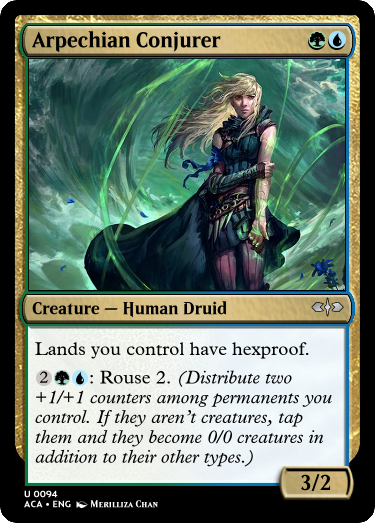 Arpechian Conjurer
Creature — Human Druid
Lands you control have hexproof.
2: Rouse 2. (Distribute two
+1/+1 counters among permanents you
control. If they aren't creatures, tap
them and they become 0/0 creatures in
addition to their other types.)
3/2
U 0094
ACA • ENG Merilliza Chan